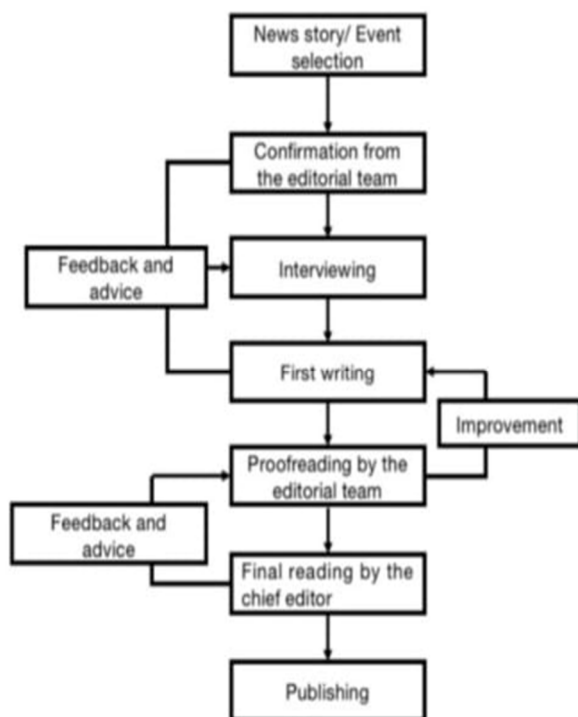 News story/ Event
selection
Confirmation from
the editorial team
Feedback and
advice
Interviewing
First writing
Improvement
Proofreading by the
editorial team
Feedback and
advice
Final reading by the
chief editor
Publishing